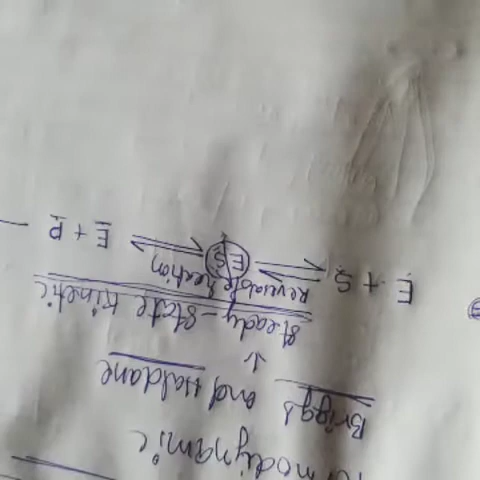 modynamic
Briggs and Haldane
↓
Steady-State Kinetic
Reversible Reaction
E + S ⇌ ES ⇌ E + P —